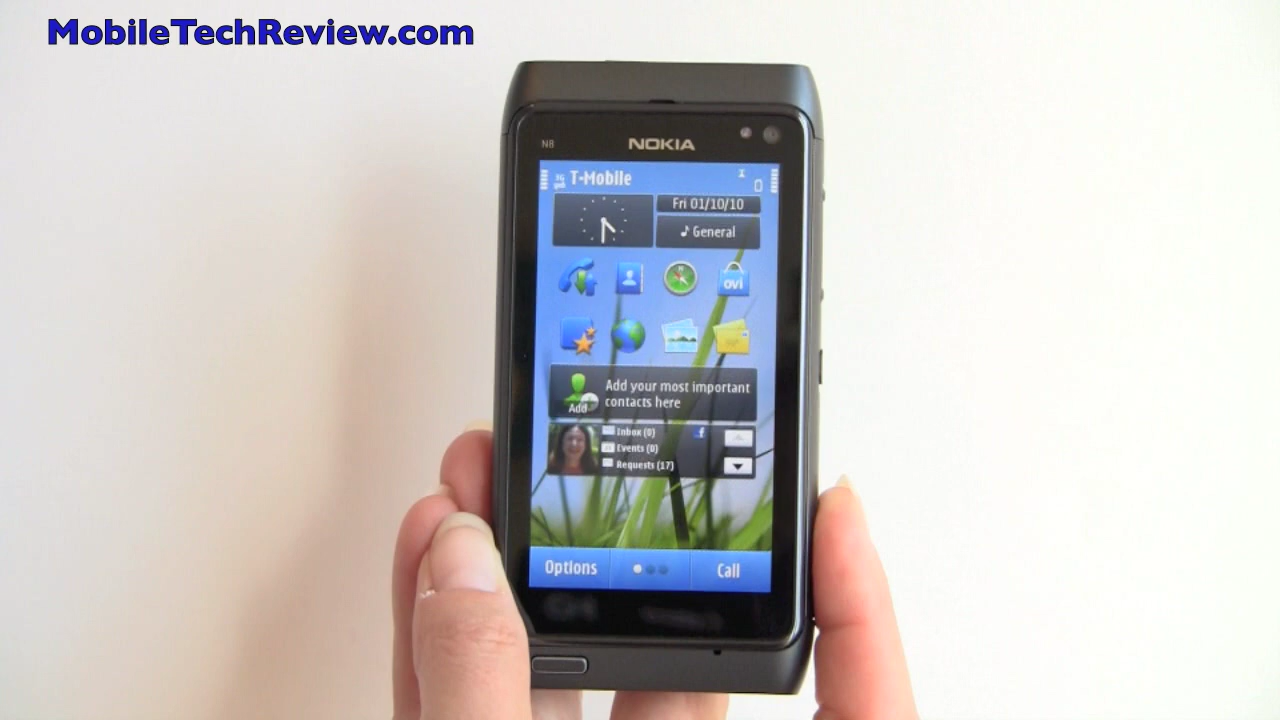 MobileTechReview.com
N8
NOKIA
3G
T-Mobile
Fri 01/10/10
General
ovi
Add your most important
contacts here
Add
Inbox (0)
Events (0)
Requests (17)
Options
Call